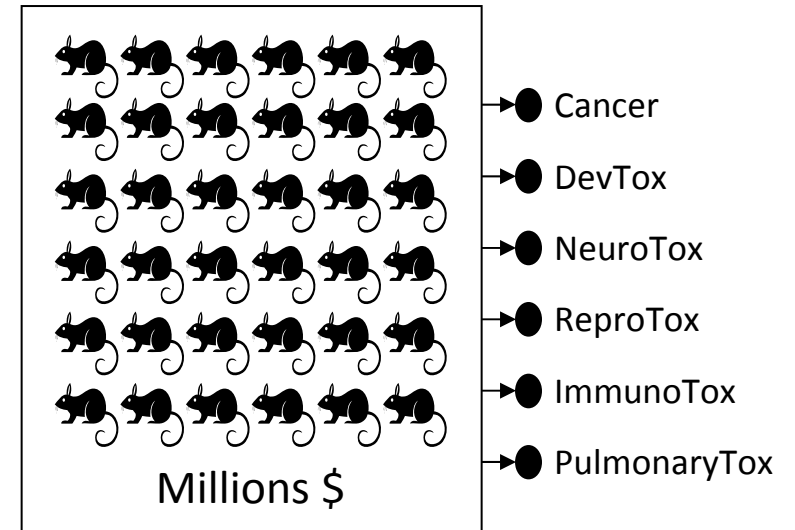 Cancer
DevTox
NeuroTox
ReproTox
ImmunoTox
PulmonaryTox
Millions $